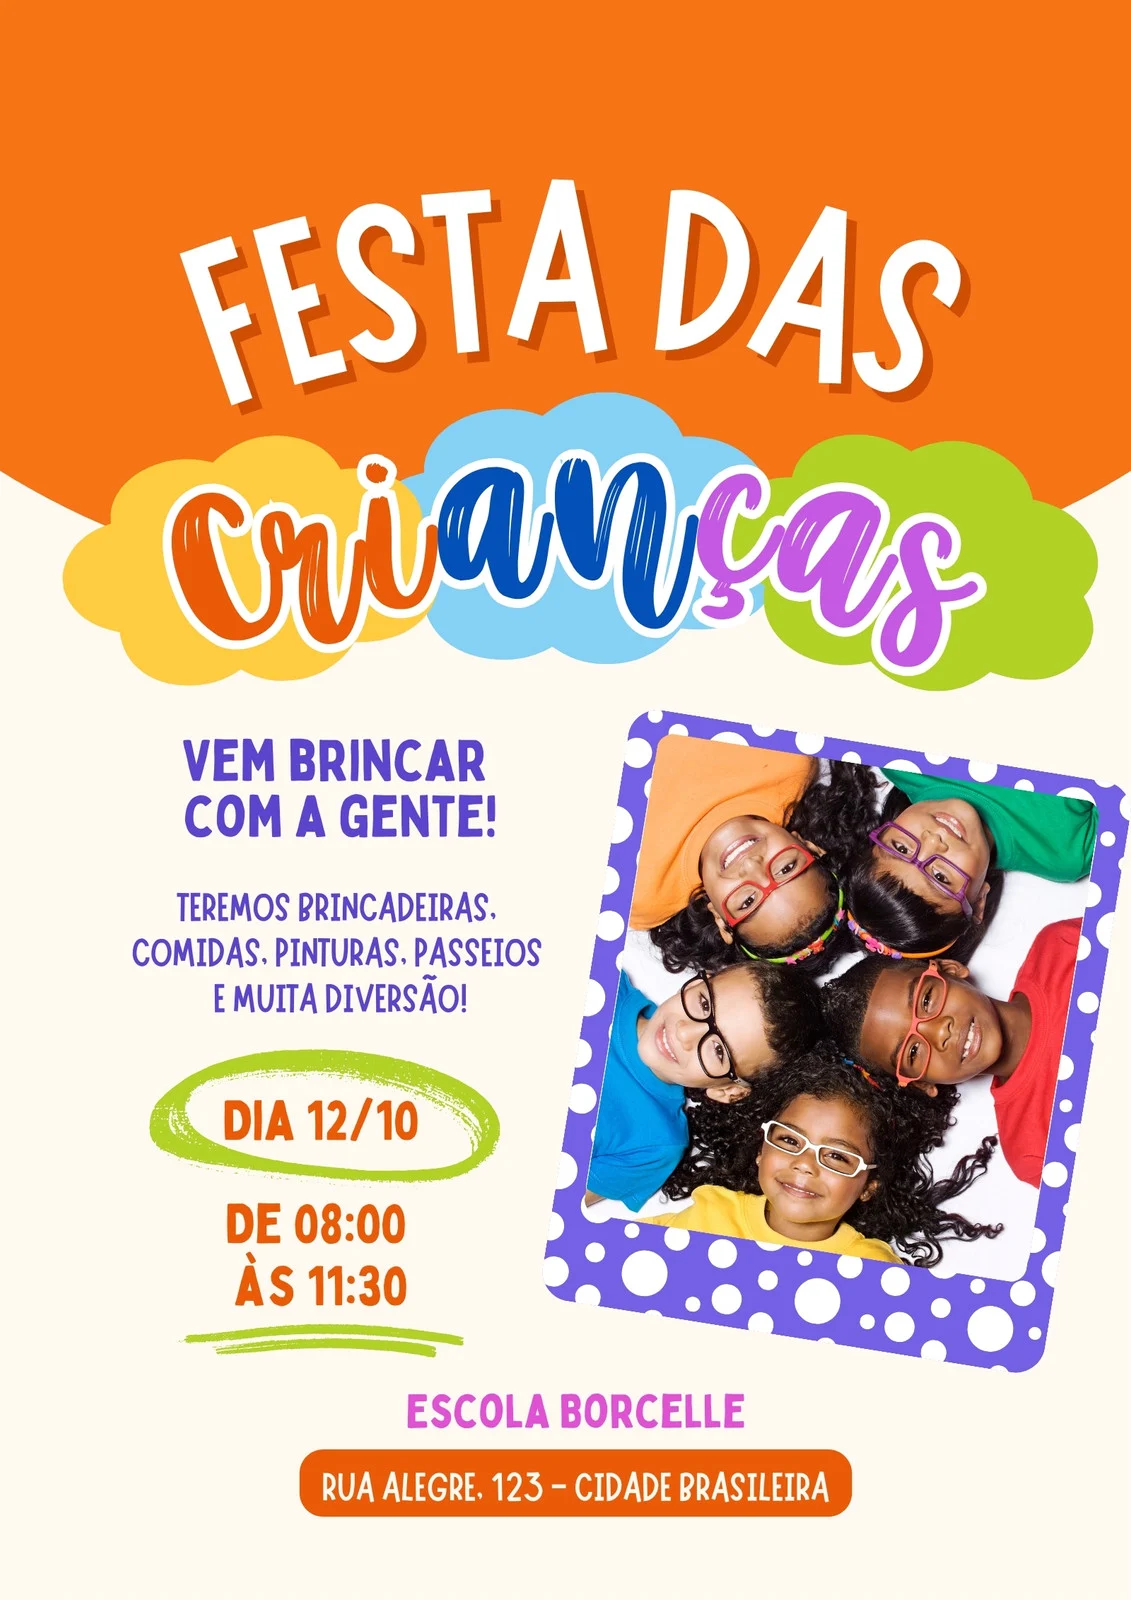 FESTA DAS
crianças
VEM BRINCAR
COM A GENTE!
TEREMOS BRINCADEIRAS,
COMIDAS, PINTURAS, PASSEIOS
E MUITA DIVERSÃO!
DIA 12/10
DE 08:00
ÀS 11:30
ESCOLA BORCELLE
RUA ALEGRE, 123 - CIDADE BRASILEIRA